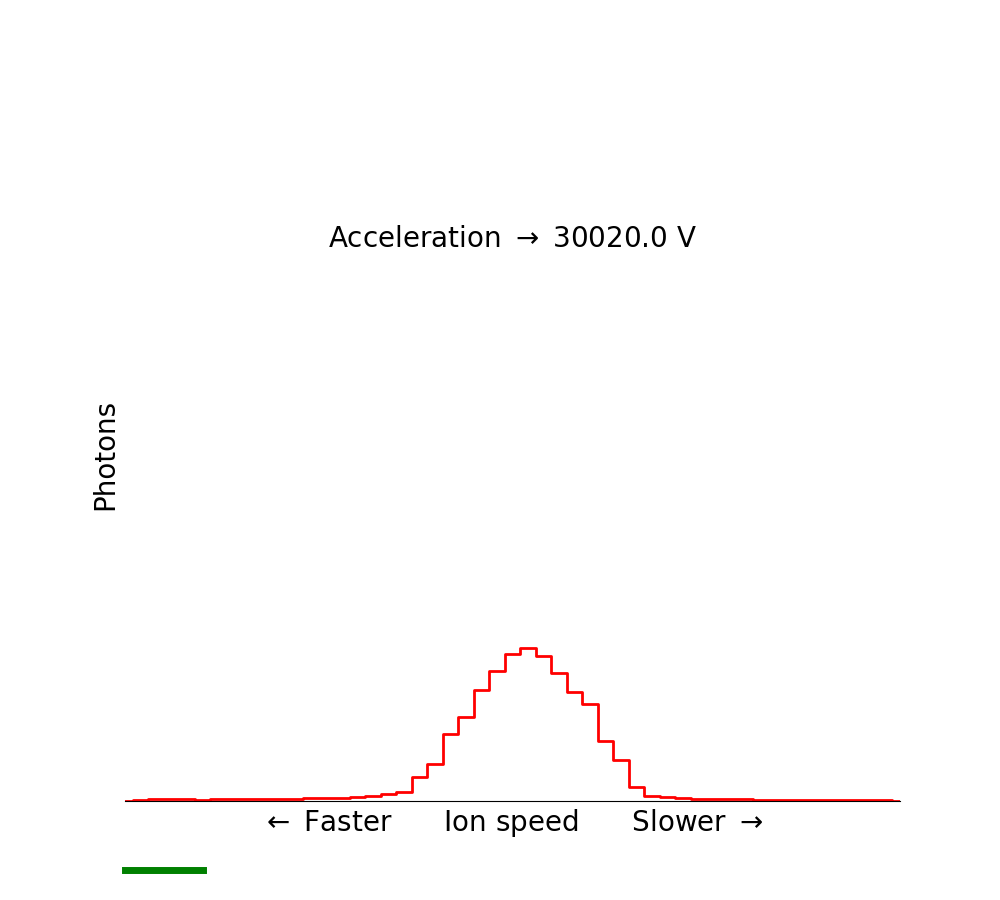 Acceleration → 30020.0 V
Photons
← Faster Ion speed Slower →